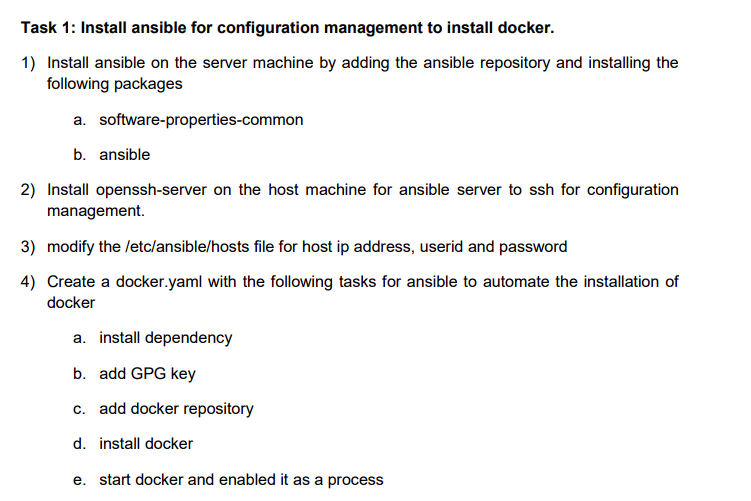 Task 1: Install ansible for configuration management to install docker.
1) Install ansible on the server machine by adding the ansible repository and installing the
following packages
a. software-properties-common
b. ansible
2) Install openssh-server on the host machine for ansible server to ssh for configuration
management.
3) modify the /etc/ansible/hosts file for host ip address, userid and password
4) Create a docker.yaml with the following tasks for ansible to automate the installation of
docker
a. install dependency
b. add GPG key
c. add docker repository
d. install docker
e. start docker and enabled it as a process